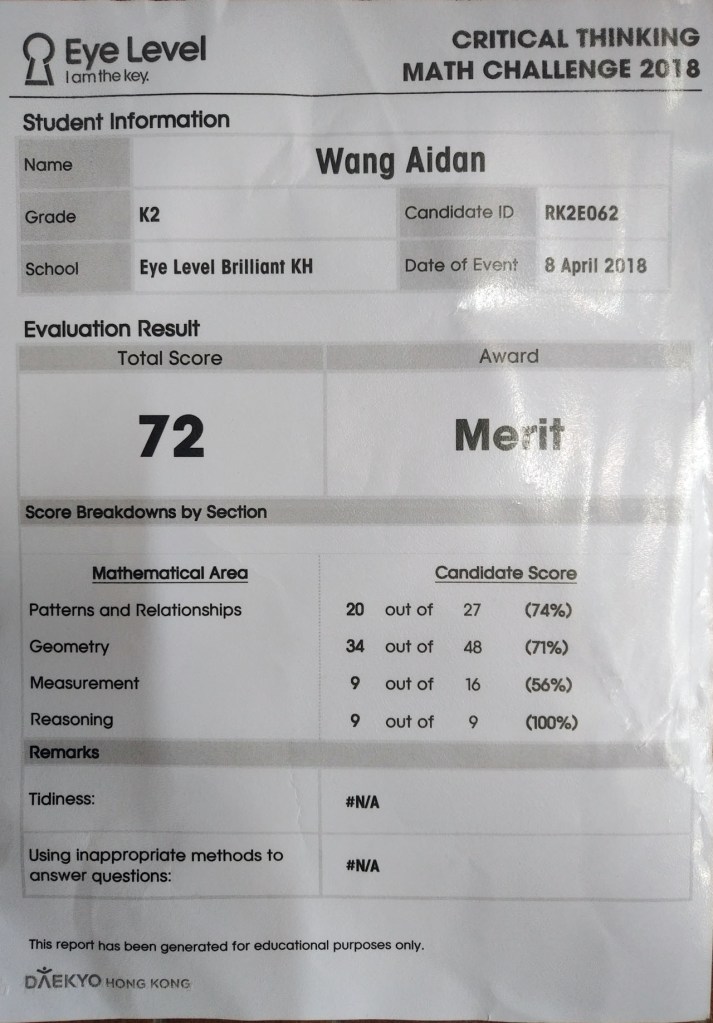 Eye Level
I am the key.
CRITICAL THINKING
MATH CHALLENGE 2018
Student Information
Name Wang Aidan
Grade K2 Candidate ID RK2E062
School Eye Level Brilliant KH Date of Event 8 April 2018
Evaluation Result
Total Score Award
72 Merit
Score Breakdowns by Section
Mathematical Area Candidate Score
Patterns and Relationships 20 out of 27 (74%)
Geometry 34 out of 48 (71%)
Measurement 9 out of 16 (56%)
Reasoning 9 out of 9 (100%)
Remarks
Tidiness: #N/A
Using inappropriate methods to
answer questions: #N/A
This report has been generated for educational purposes only.
DAEKYO HONG KONG